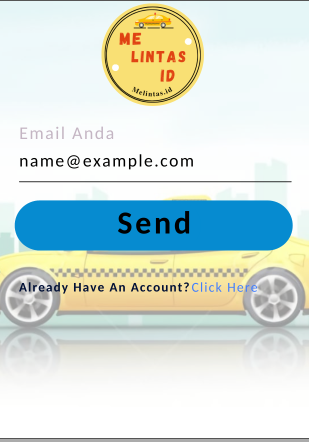 ME
LINTAS
ID
Melintas.id
Email Anda
name@example.com
Send
Already Have An Account?Click Here